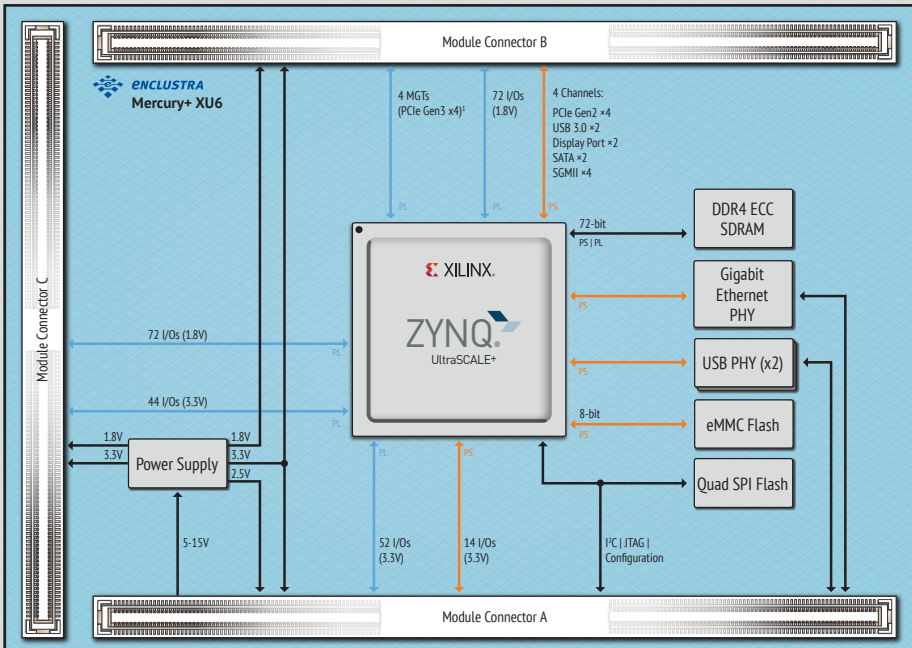 Module Connector B
enclustra
Mercury+ XU6
4 MGTs
(PCIe Gen3 x4)¹
72 I/Os
(1.8V)
4 Channels:
PCIe Gen2 ×4
USB 3.0 ×2
Display Port ×2
SATA ×2
SGMII ×4
PL
PL
PS
72-bit
PS | PL
DDR4 ECC
SDRAM
XILINX®
ZYNQ®
UltraSCALE+
PS
Gigabit
Ethernet
PHY
Module Connector C
72 I/Os (1.8V)
PL
PS
USB PHY (x2)
44 I/Os (3.3V)
PL
8-bit
PS
eMMC Flash
1.8V
3.3V
Power Supply
1.8V
3.3V
2.5V
PL
PS
Quad SPI Flash
5-15V
52 I/Os
(3.3V)
14 I/Os
(3.3V)
I²C | JTAG |
Configuration
Module Connector A